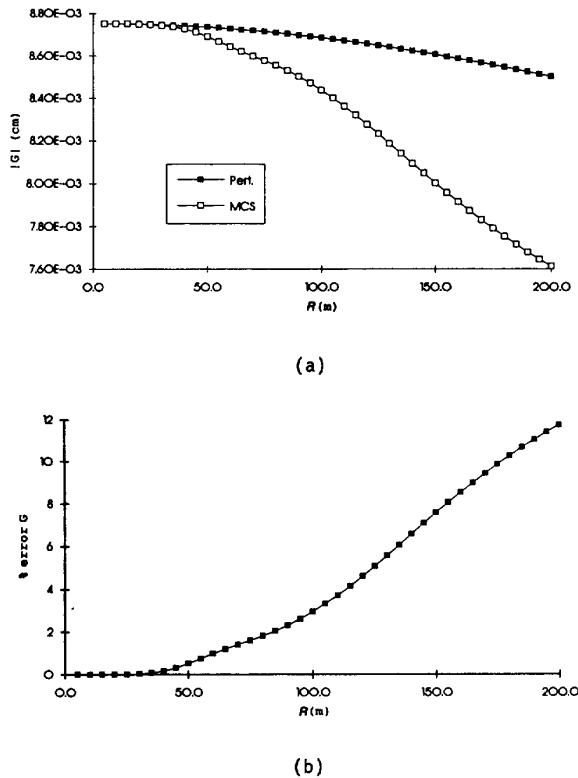 8.80E-03
8.60E-03
8.40E-03
8.20E-03
8.00E-03
7.80E-03
7.60E-03
|G| (cm)
Pert.
MCS
0.0 50.0 100.0 150.0 200.0
R(m)
(a)
12
10
8
6
4
2
0
% error G
0.0 50.0 100.0 150.0 200.0
R(m)
(b)